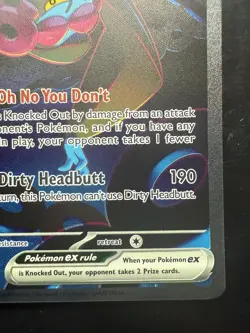 Oh No You Don't
s Knocked Out by damage from an attack
onent's Pokémon, and if you have any
in play, your opponent takes 1 fewer
Dirty Headbutt 190
turn, this Pokémon can't use Dirty Headbutt.
esistance retreat
Pokémon ex rule When your Pokémon ex
is Knocked Out, your opponent takes 2 Prize cards.